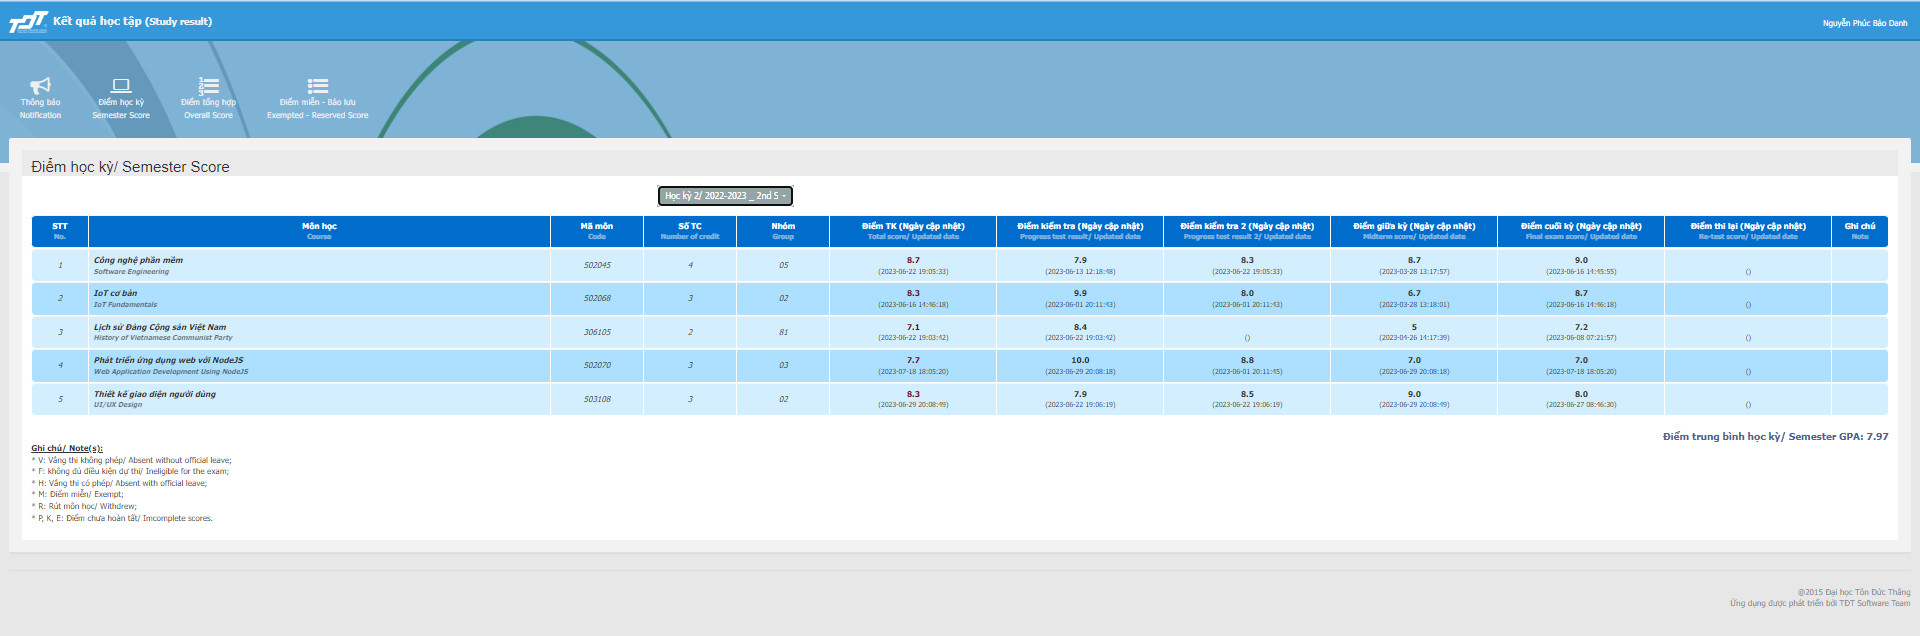 TDT Kết quả học tập (Study result)
Nguyễn Phúc Bảo Danh
Thông báo
Notification
Điểm học kỳ
Semester Score
Điểm tổng hợp
Overall Score
Điểm miễn - Bảo lưu
Exempted - Reserved Score
Điểm học kỳ/ Semester Score
Học kỳ 2/ 2022-2023 _ 2nd S
STT Môn học Mã môn Số TC Nhóm Điểm TK (Ngày cập nhật) Điểm kiểm tra (Ngày cập nhật) Điểm kiểm tra 2 (Ngày cập nhật) Điểm giữa kỳ (Ngày cập nhật) Điểm cuối kỳ (Ngày cập nhật) Điểm thi lại (Ngày cập nhật) Ghi chú
No. Course Code Number of credit Group Total score/ Updated date Progress test result/ Updated date Progress test result 2/ Updated date Midterm score/ Updated date Final exam score/ Updated date Re-test score/ Updated date Note
1 Công nghệ phần mềm 502045 4 05 8.7 7.9 8.3 8.7 9.0
Software Engineering (2023-06-22 19:05:33) (2023-06-13 12:18:48) (2023-06-22 19:05:33) (2023-03-28 13:17:57) (2023-06-16 14:45:55) ()
2 IoT cơ bản 502068 3 02 8.3 9.9 8.0 6.7 8.7
IoT Fundamentals (2023-06-16 14:46:18) (2023-06-01 20:11:43) (2023-06-01 20:11:43) (2023-03-28 13:18:01) (2023-06-16 14:46:18) ()
3 Lịch sử Đảng Cộng sản Việt Nam 306105 2 81 7.1 8.4 5 7.2
History of Vietnamese Communist Party (2023-06-22 19:03:42) (2023-06-22 19:03:42) () (2023-04-26 14:17:39) (2023-06-08 07:21:57) ()
4 Phát triển ứng dụng web với NodeJS 502070 3 03 7.7 10.0 8.8 7.0 7.0
Web Application Development Using NodeJS (2023-07-18 18:05:20) (2023-06-29 20:08:18) (2023-06-01 20:11:45) (2023-06-29 20:08:18) (2023-07-18 18:05:20) ()
5 Thiết kế giao diện người dùng 503108 3 02 8.3 7.9 8.5 9.0 8.0
UI/UX Design (2023-06-29 20:08:49) (2023-06-22 19:06:19) (2023-06-22 19:06:19) (2023-06-29 20:08:49) (2023-06-27 08:46:30) ()
Điểm trung bình học kỳ/ Semester GPA: 7.97
Ghi chú/ Note(s):
* V: Vắng thi không phép/ Absent without official leave;
* F: không đủ điều kiện dự thi/ Ineligible for the exam;
* H: Vắng thi có phép/ Absent with official leave;
* M: Điểm miễn/ Exempt;
* R: Rút môn học/ Withdrew;
* P, K, E: Điểm chưa hoàn tất/ Imcomplete scores.
@2015 Đại học Tôn Đức Thắng
Ứng dụng được phát triển bởi TĐT Software Team